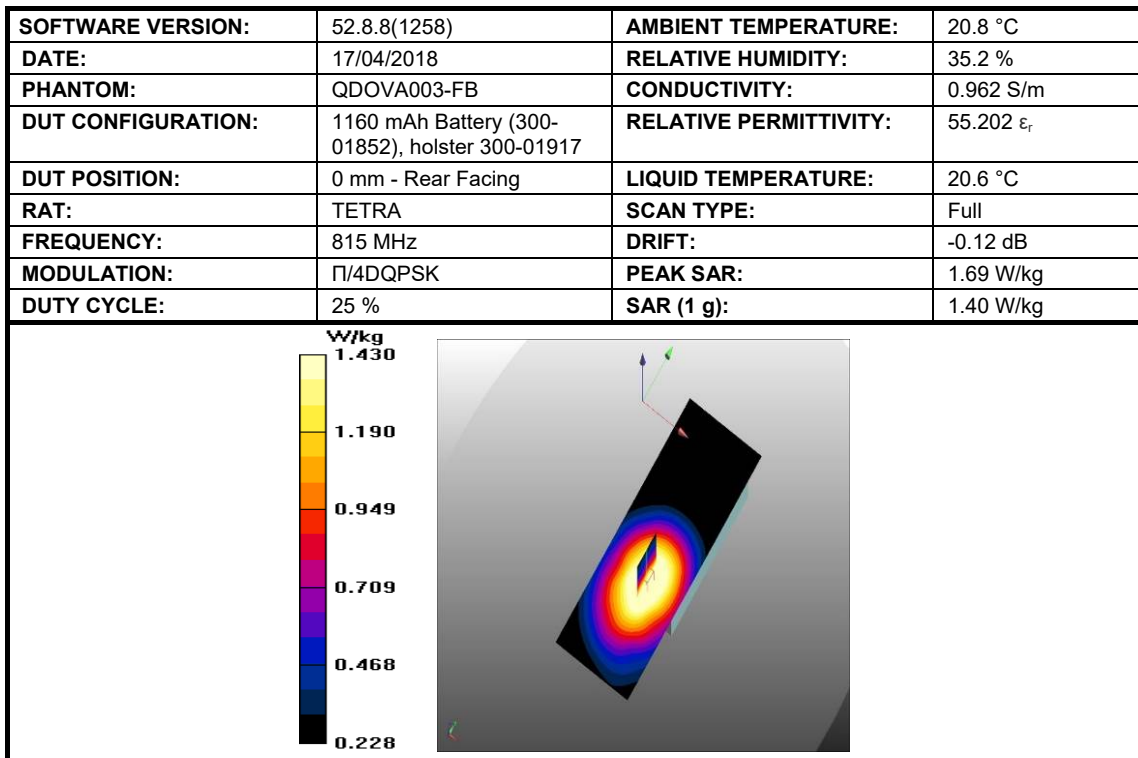 SOFTWARE VERSION: 52.8.8(1258) AMBIENT TEMPERATURE: 20.8 °C
DATE: 17/04/2018 RELATIVE HUMIDITY: 35.2 %
PHANTOM: QDOVA003-FB CONDUCTIVITY: 0.962 S/m
DUT CONFIGURATION: 1160 mAh Battery (300- RELATIVE PERMITTIVITY: 55.202 εr
01852), holster 300-01917
DUT POSITION: 0 mm - Rear Facing LIQUID TEMPERATURE: 20.6 °C
RAT: TETRA SCAN TYPE: Full
FREQUENCY: 815 MHz DRIFT: -0.12 dB
MODULATION: Π/4DQPSK PEAK SAR: 1.69 W/kg
DUTY CYCLE: 25 % SAR (1 g): 1.40 W/kg
W/kg
1.430
1.190
0.949
0.709
0.468
0.228